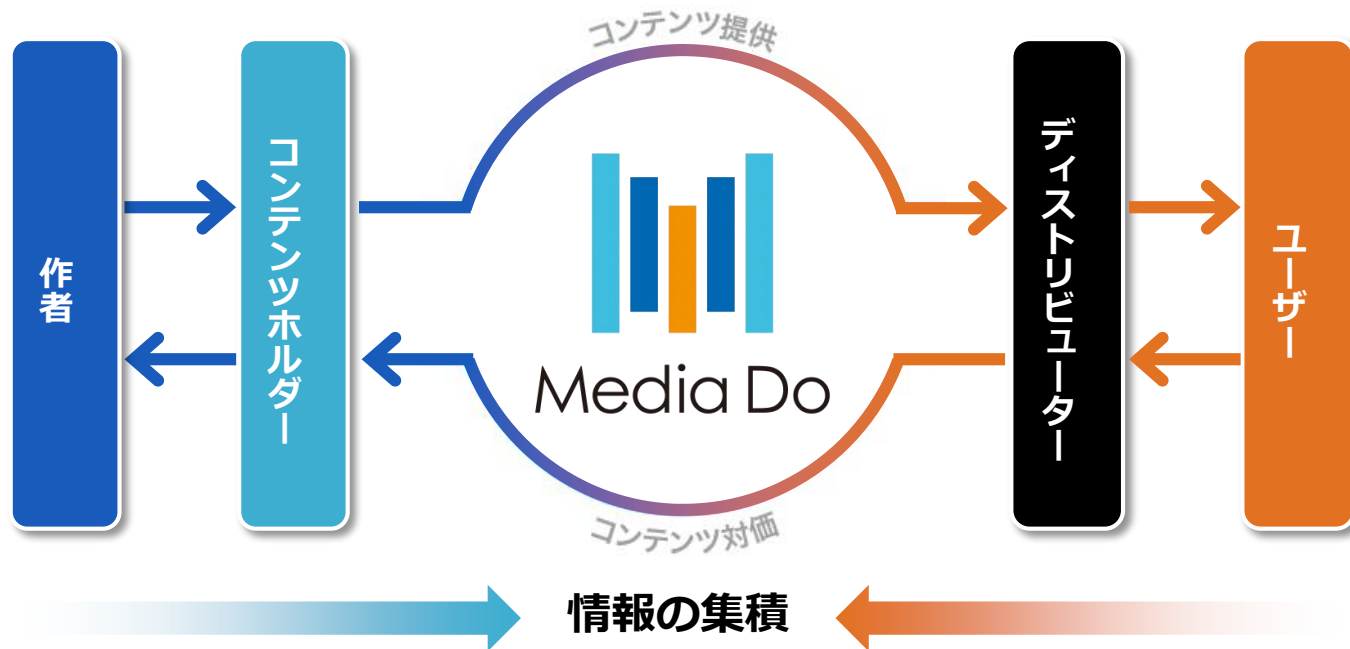 コンテンツ提供
作者
コンテンツホルダー
Media Do
ディストリビューター
ユーザー
コンテンツ対価
情報の集積